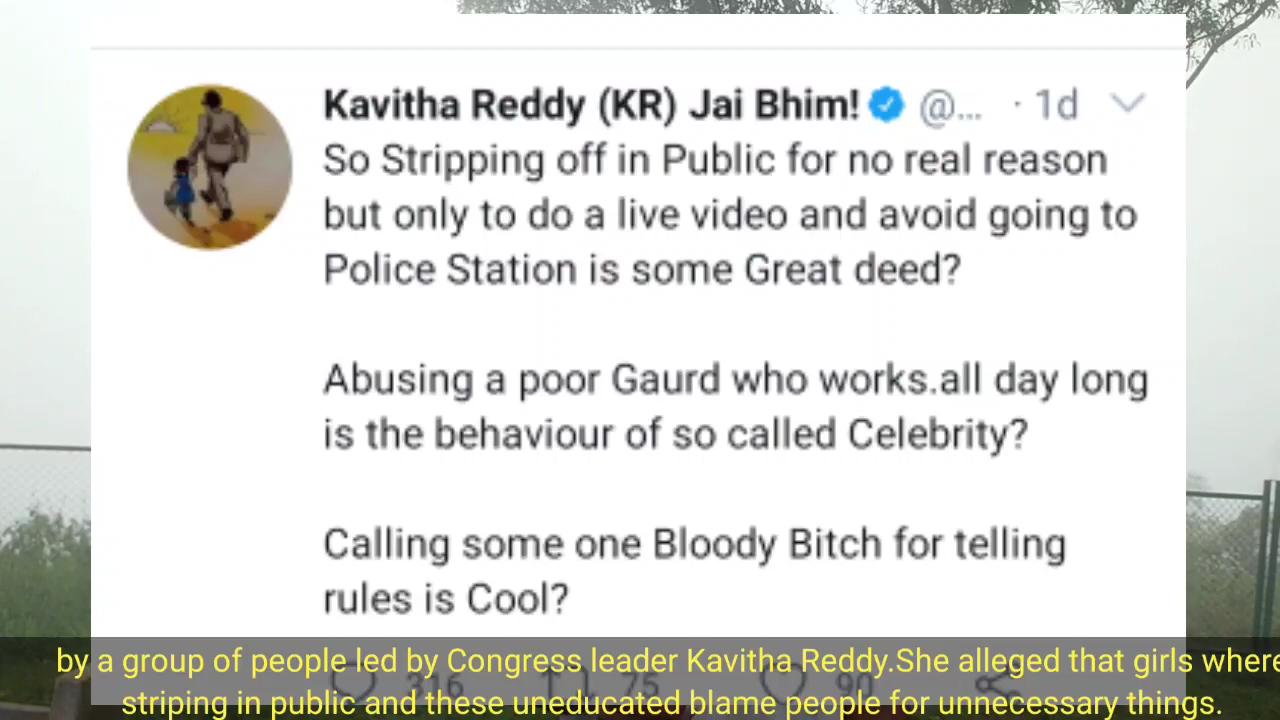 Kavitha Reddy (KR) Jai Bhim! @... · 1d
So Stripping off in Public for no real reason
but only to do a live video and avoid going to
Police Station is some Great deed?
Abusing a poor Gaurd who works.all day long
is the behaviour of so called Celebrity?
Calling some one Bloody Bitch for telling
rules is Cool?
by a group of people led by Congress leader Kavitha Reddy.She alleged that girls where
316 75 90
striping in public and these uneducated blame people for unnecessary things.